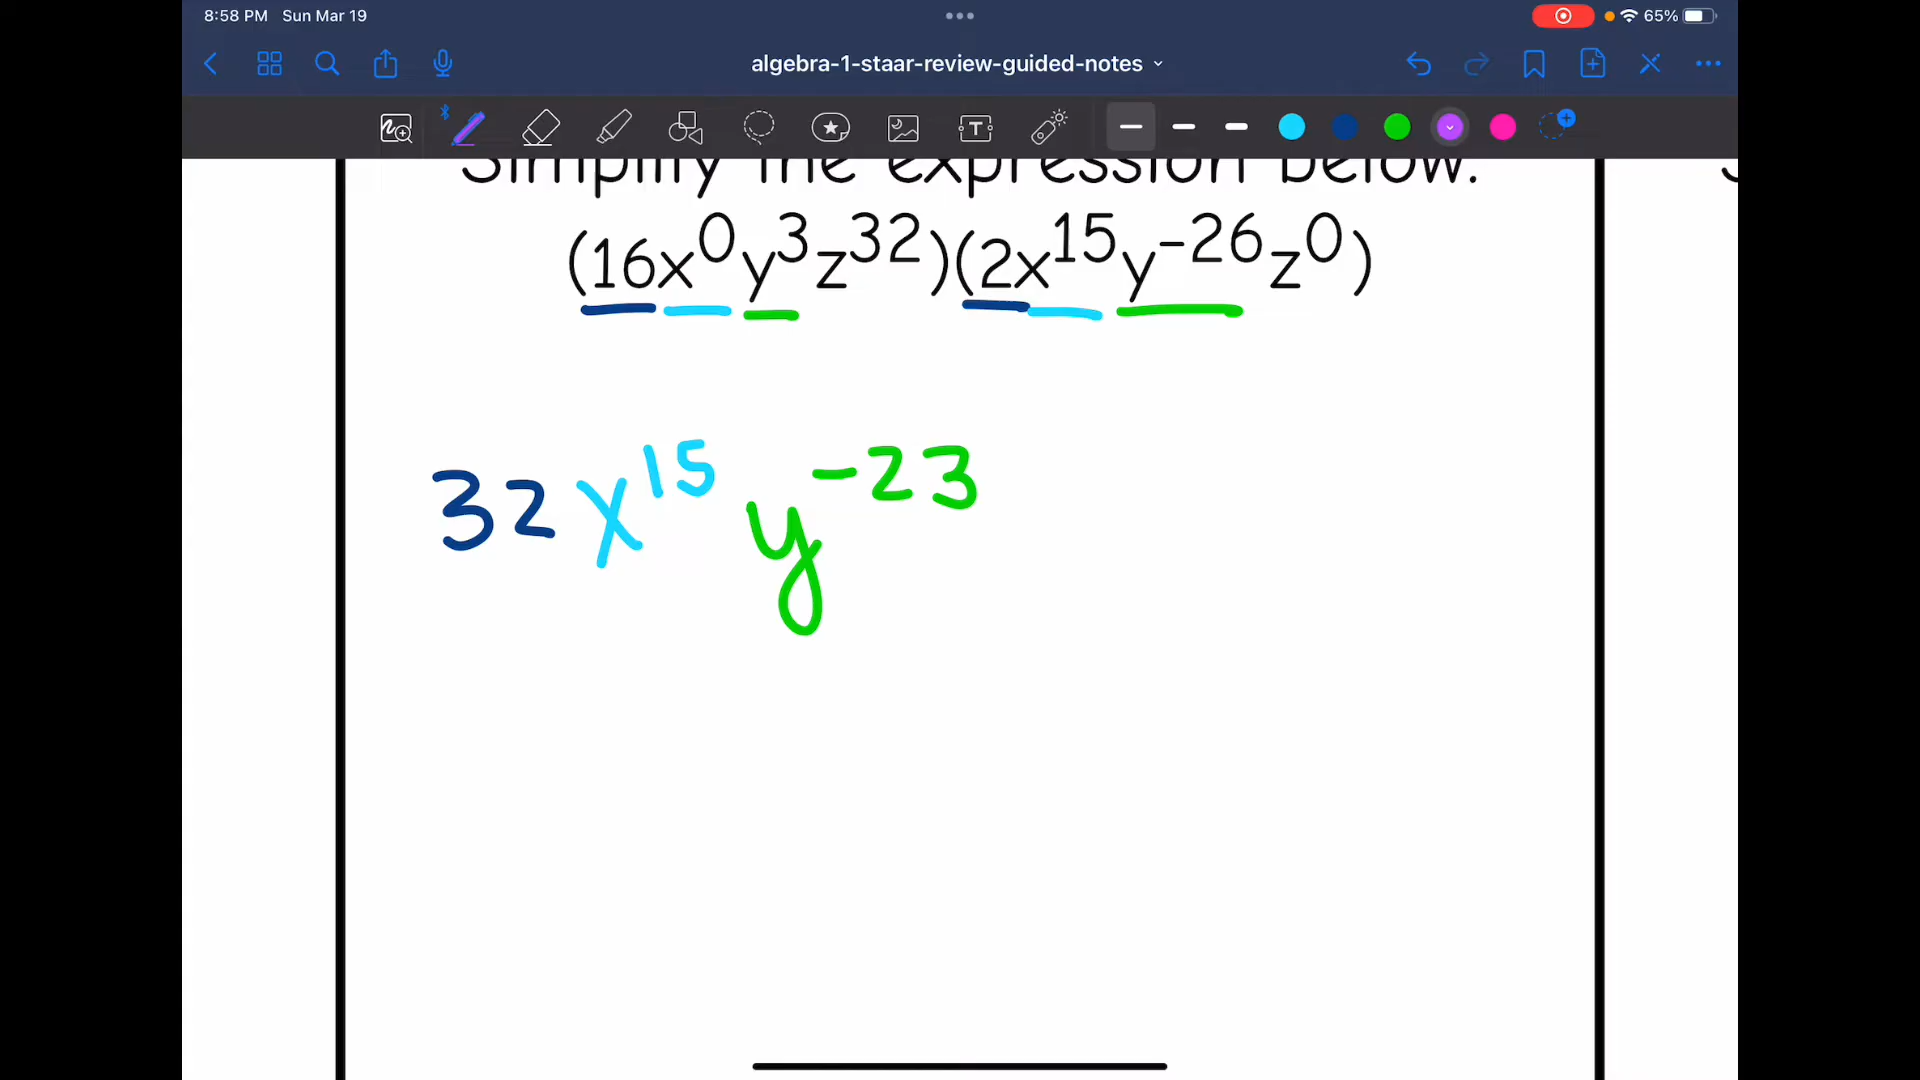 8:58 PM Sun Mar 19
65%
algebra-1-staar-review-guided-notes
Simplify the expression below.
(16x⁰y³z³²)(2x¹⁵y⁻²⁶z⁰)
32x¹⁵y⁻²³